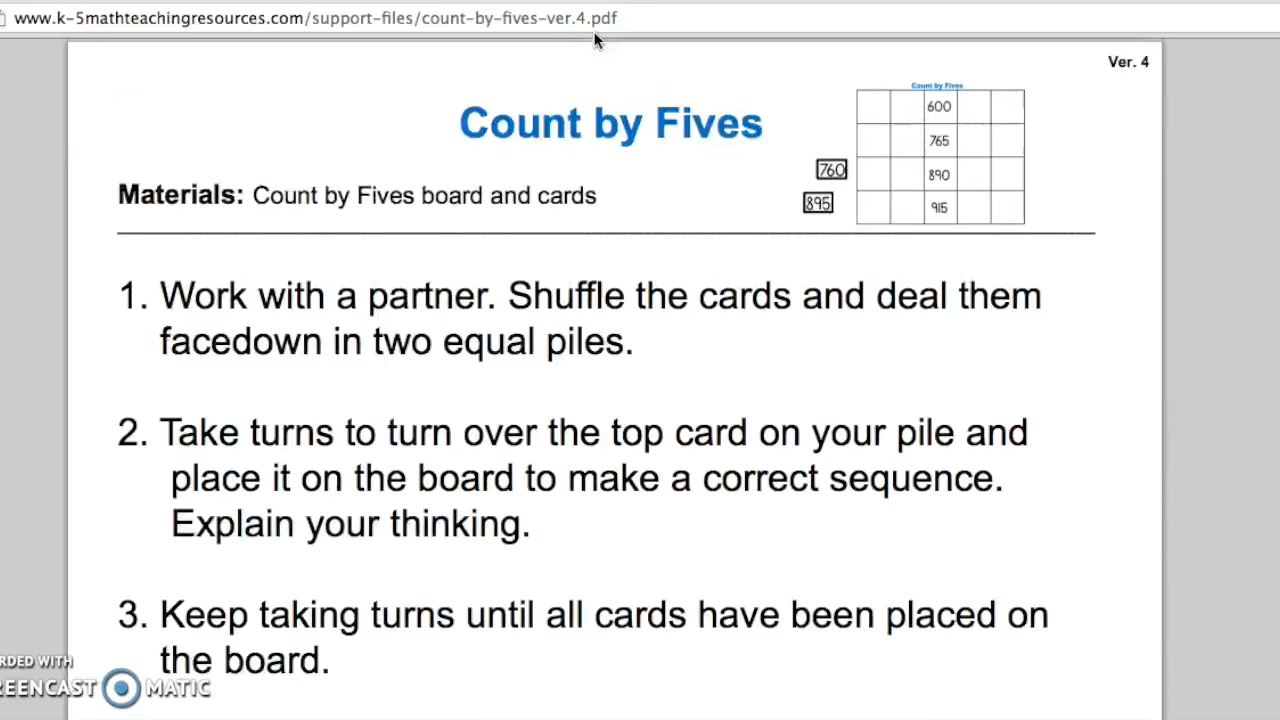 www.k-5mathteachingresources.com/support-files/count-by-fives-ver.4.pdf
Ver. 4
Count by Fives
Count by Fives
600
765
890
915
760
895
Materials: Count by Fives board and cards
1. Work with a partner. Shuffle the cards and deal them
facedown in two equal piles.
2. Take turns to turn over the top card on your pile and
place it on the board to make a correct sequence.
Explain your thinking.
3. Keep taking turns until all cards have been placed on
the board.
RDED WITH
REENCAST MATIC